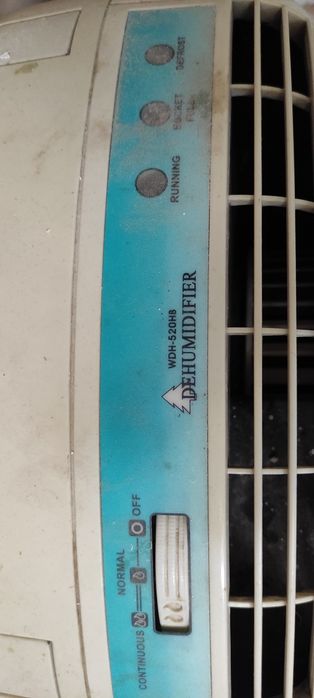 CONTINUOUS
NORMAL
OFF
WDH-520HB
DEHUMIDIFIER
RUNNING
BUCKET
FULL
DEFROST